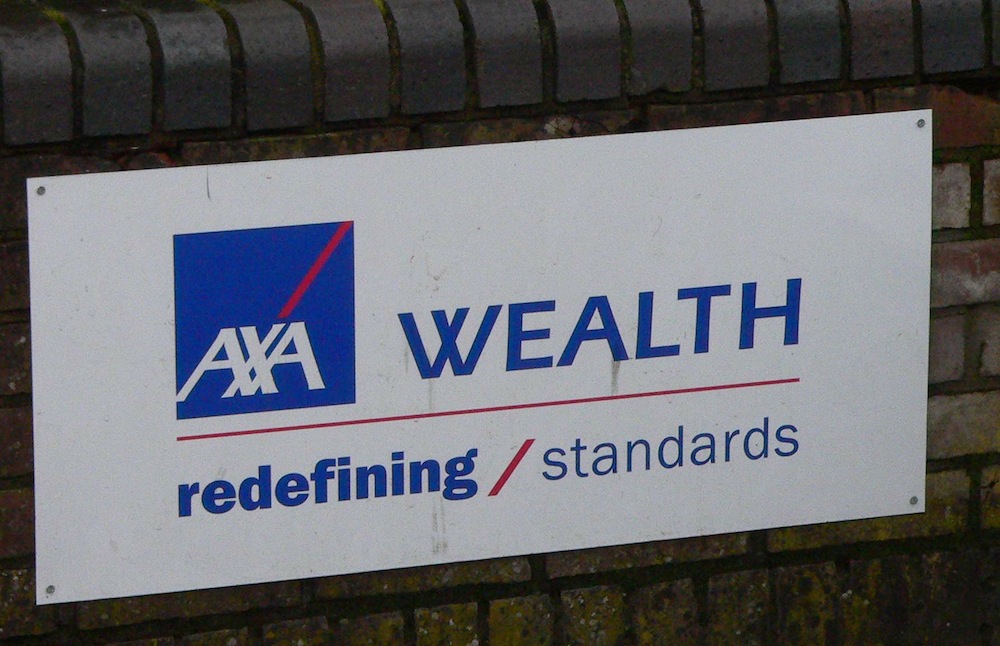 AXA WEALTH
redefining / standards